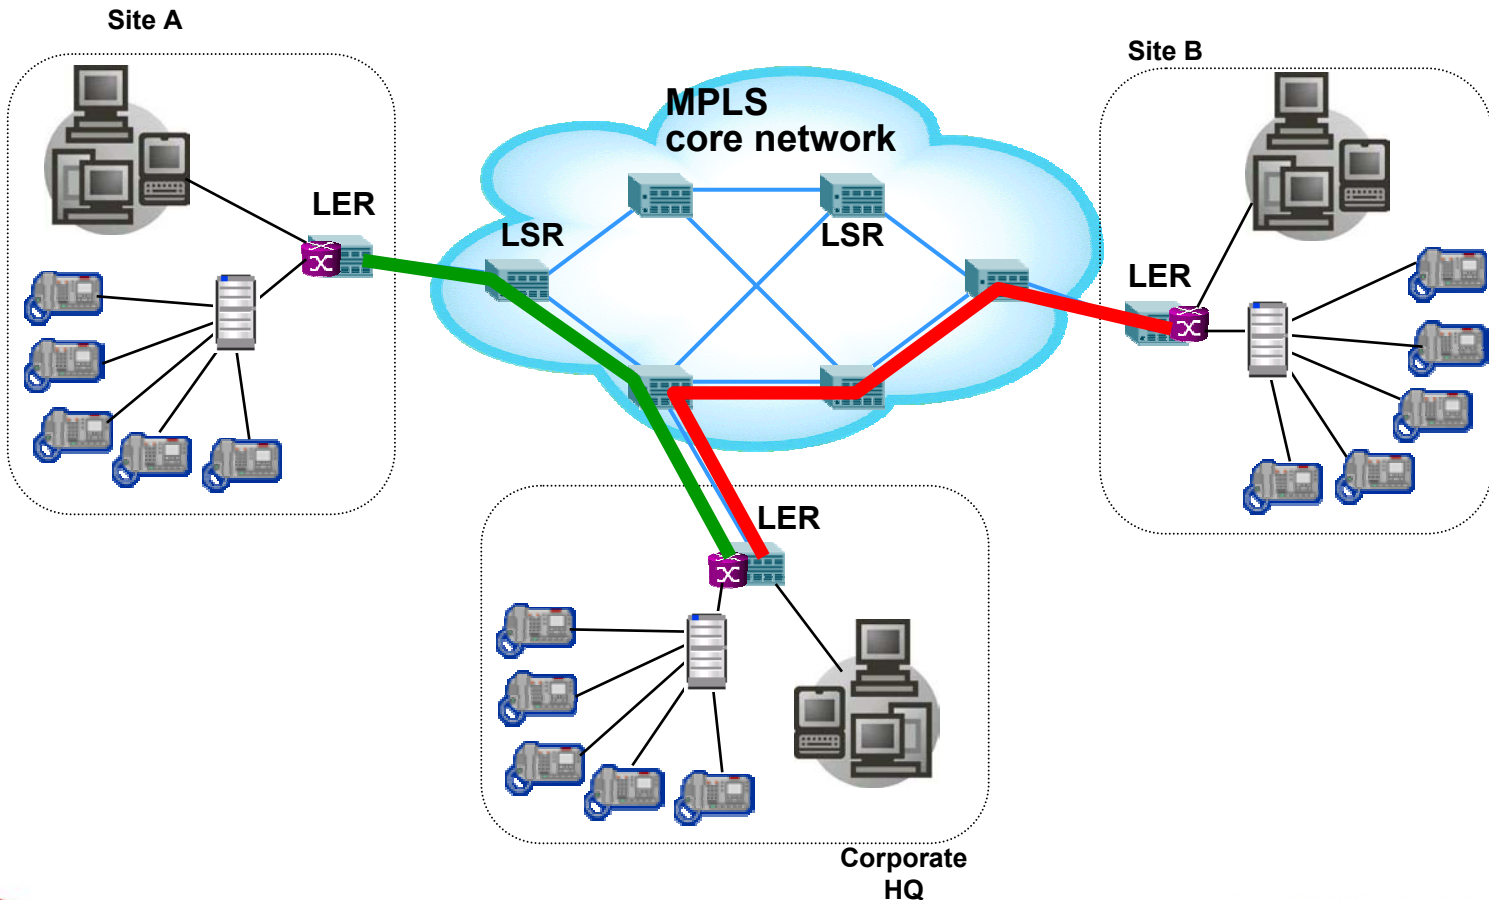 Site A
Site B
MPLS
core network
LER
LSR
LSR
LER
LER
Corporate
HQ